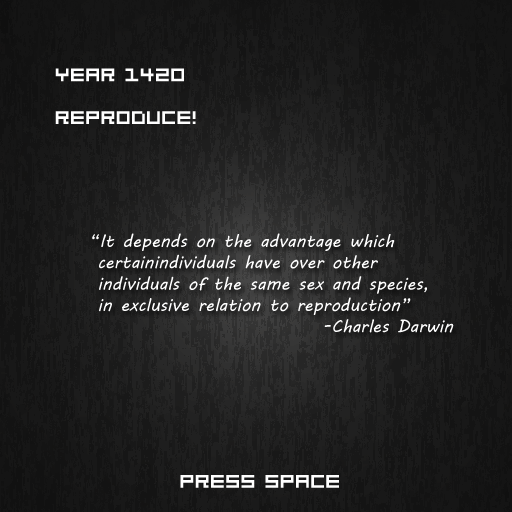 YEAR 1420
REPRODUCE!
“It depends on the advantage which
certainindividuals have over other
individuals of the same sex and species,
in exclusive relation to reproduction”
-Charles Darwin
PRESS SPACE